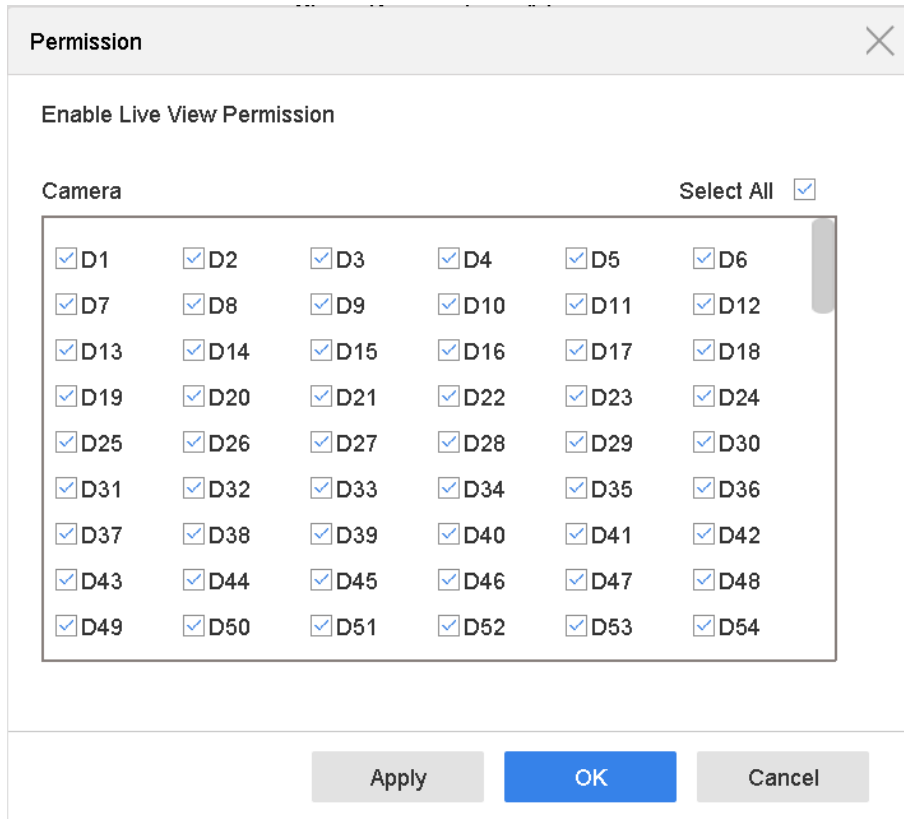 Permission
Enable Live View Permission
Camera Select All
D1 D2 D3 D4 D5 D6
D7 D8 D9 D10 D11 D12
D13 D14 D15 D16 D17 D18
D19 D20 D21 D22 D23 D24
D25 D26 D27 D28 D29 D30
D31 D32 D33 D34 D35 D36
D37 D38 D39 D40 D41 D42
D43 D44 D45 D46 D47 D48
D49 D50 D51 D52 D53 D54
Apply OK Cancel